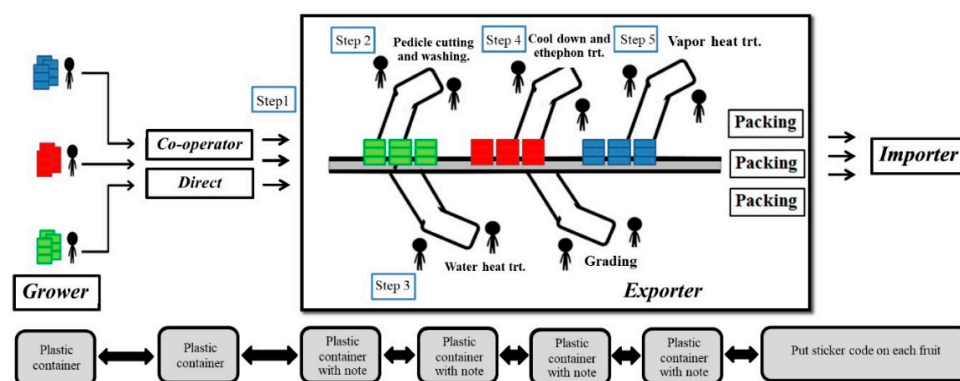 Step 2
Pedicle cutting
and washing.
Step 4
Cool down and
ethephon trt.
Step 5
Vapor heat trt.
Step1
Co-operator
Direct
Packing
Packing
Packing
Importer
Water heat trt.
Grading
Step 3
Exporter
Grower
Plastic
container
Plastic
container
Plastic
container
with note
Plastic
container
with note
Plastic
container
with note
Plastic
container
with note
Put sticker code on each fruit